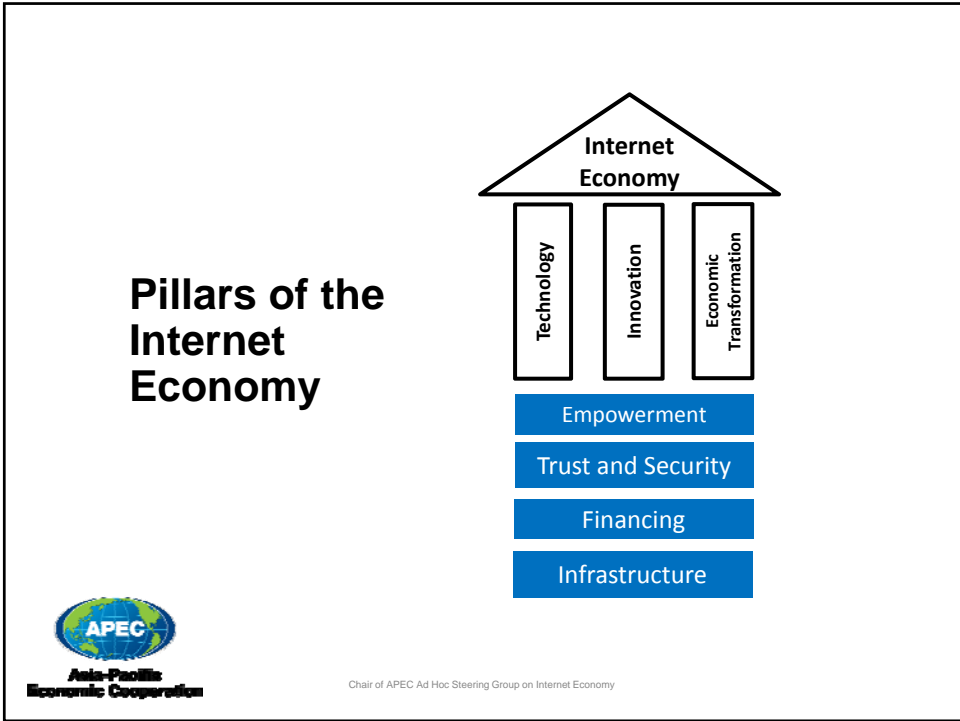 Pillars of the
Internet
Economy
Internet
Economy
Technology
Innovation
Economic
Transformation
Empowerment
Trust and Security
Financing
Infrastructure
APEC
Asia-Pacific
Economic Cooperation
Chair of APEC Ad Hoc Steering Group on Internet Economy